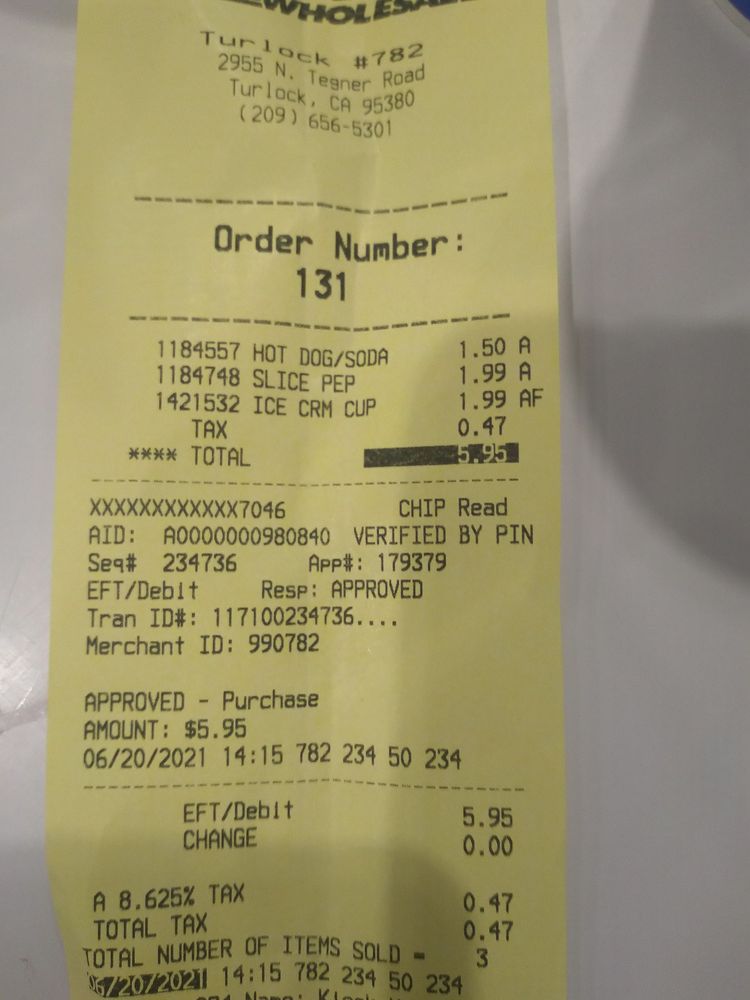 WHOLESALE
Turlock #782
2955 N. Tegner Road
Turlock, CA 95380
(209) 656-5301
Order Number:
131
1184557 HOT DOG/SODA 1.50 A
1184748 SLICE PEP 1.99 A
1421532 ICE CRM CUP 1.99 AF
TAX 0.47
**** TOTAL 5.95
XXXXXXXXXXXX7046 CHIP Read
AID: A0000000980840 VERIFIED BY PIN
Seq# 234736 App#: 179379
EFT/Debit Resp: APPROVED
Tran ID#: 117100234736....
Merchant ID: 990782
APPROVED - Purchase
AMOUNT: $5.95
06/20/2021 14:15 782 234 50 234
EFT/Debit 5.95
CHANGE 0.00
A 8.625% TAX 0.47
TOTAL TAX 0.47
TOTAL NUMBER OF ITEMS SOLD = 3
06/20/2021 14:15 782 234 50 234
Name: